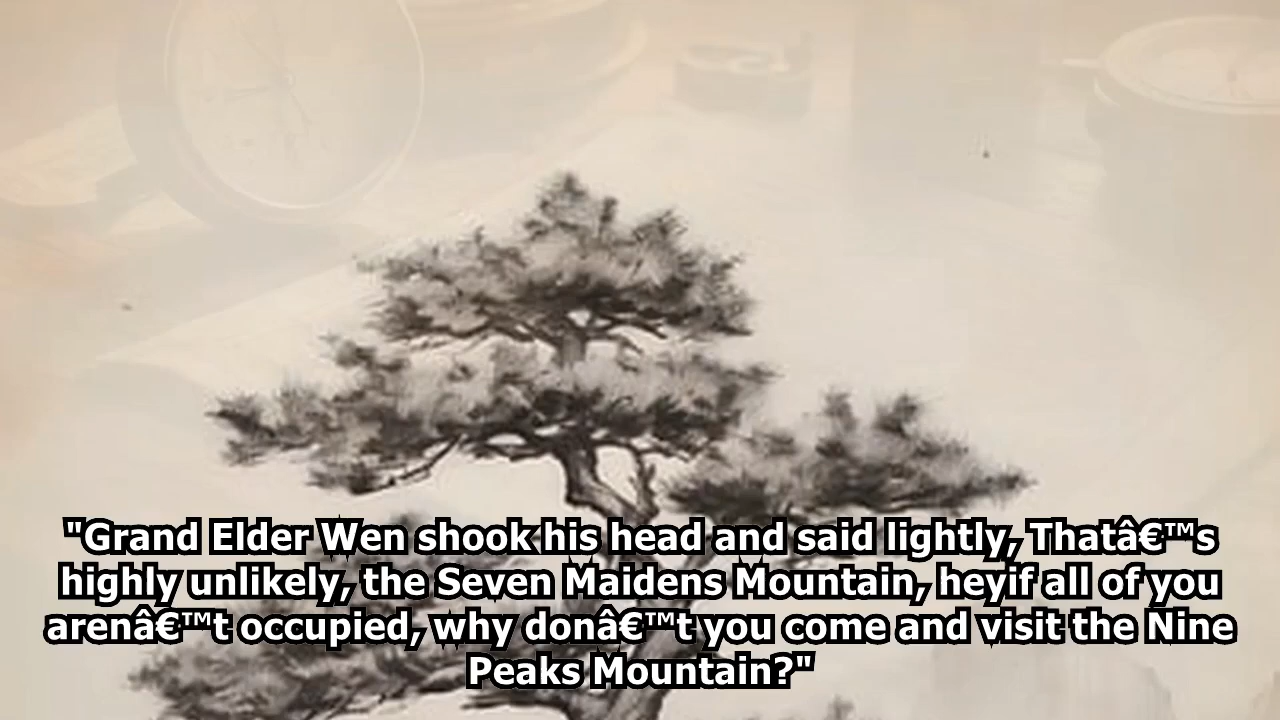 "Grand Elder Wen shook his head and said lightly, Thatâ€™s
highly unlikely, the Seven Maidens Mountain, heyif all of you
arenâ€™t occupied, why donâ€™t you come and visit the Nine
Peaks Mountain?"